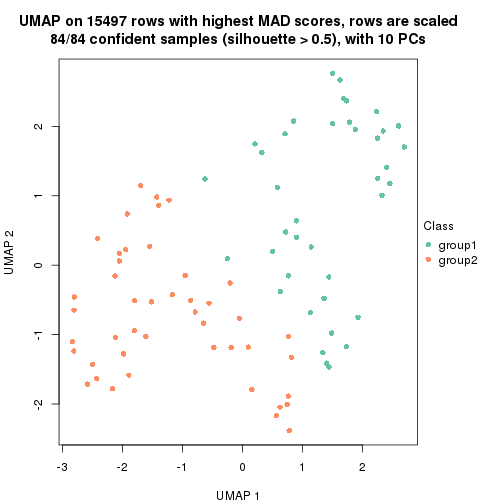 UMAP on 15497 rows with highest MAD scores, rows are scaled
84/84 confident samples (silhouette > 0.5), with 10 PCs
UMAP 2
2
1
0
-1
-2
-3
-2
-1
0
1
2
UMAP 1
Class
group1
group2